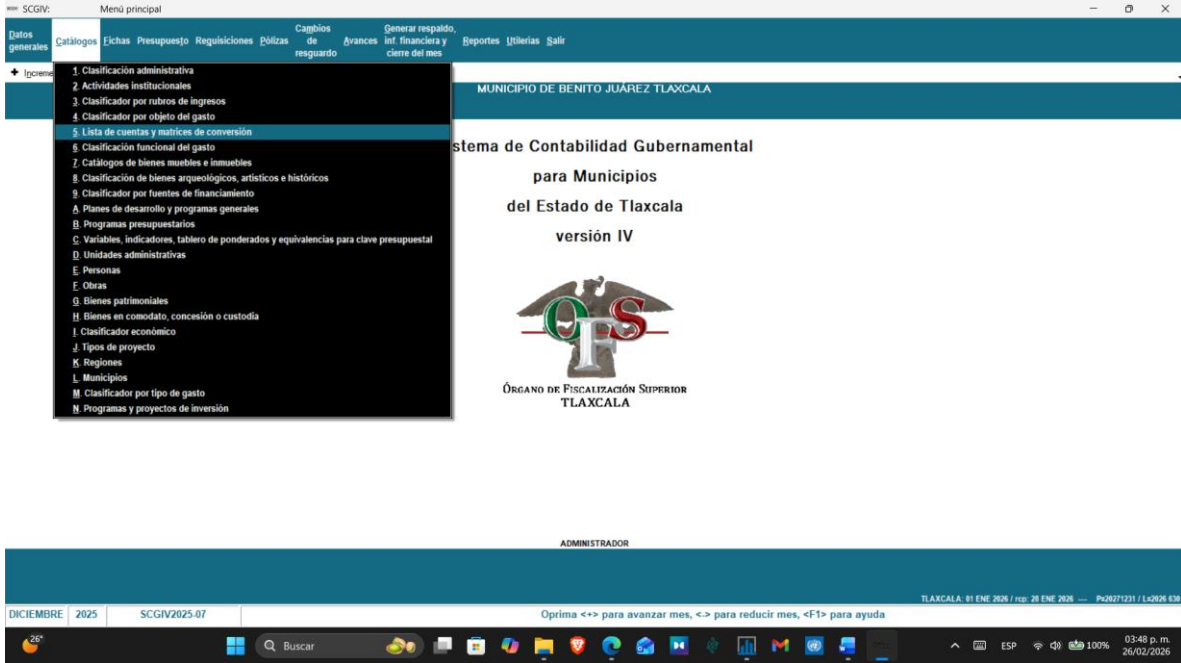 SCGIV: Menú principal
Datos generales Catálogos Fichas Presupuesto Requisiciones Pólizas Cambios de resguardo Avances Generar respaldo, inf. financiera y cierre del mes Reportes Utilerias Salir
+ Increme
1. Clasificación administrativa
2. Actividades institucionales
3. Clasificador por rubros de ingresos
4. Clasificador por objeto del gasto
5. Lista de cuentas y matrices de conversión
6. Clasificación funcional del gasto
7. Catálogos de bienes muebles e inmuebles
8. Clasificación de bienes arqueológicos, artísticos e históricos
9. Clasificador por fuentes de financiamiento
A. Planes de desarrollo y programas generales
B. Programas presupuestarios
C. Variables, indicadores, tablero de ponderados y equivalencias para clave presupuestal
D. Unidades administrativas
E. Personas
F. Obras
G. Bienes patrimoniales
H. Bienes en comodato, concesión o custodia
I. Clasificador económico
J. Tipos de proyecto
K. Regiones
L. Municipios
M. Clasificador por tipo de gasto
N. Programas y proyectos de inversión
MUNICIPIO DE BENITO JUÁREZ TLAXCALA
stema de Contabilidad Gubernamental
para Municipios
del Estado de Tlaxcala
versión IV
OFS
ÓRGANO DE FISCALIZACIÓN SUPERIOR
TLAXCALA
ADMINISTRADOR
TLAXCALA: 01 ENE 2026 / rcp: 20 ENE 2026 — P±20271231 / L±2026 630
DICIEMBRE 2025 SCGIV2025-07 Oprima <+> para avanzar mes, <-> para reducir mes, <F1> para ayuda
26° Buscar ESP 100% 03:48 p. m.
26/02/2026